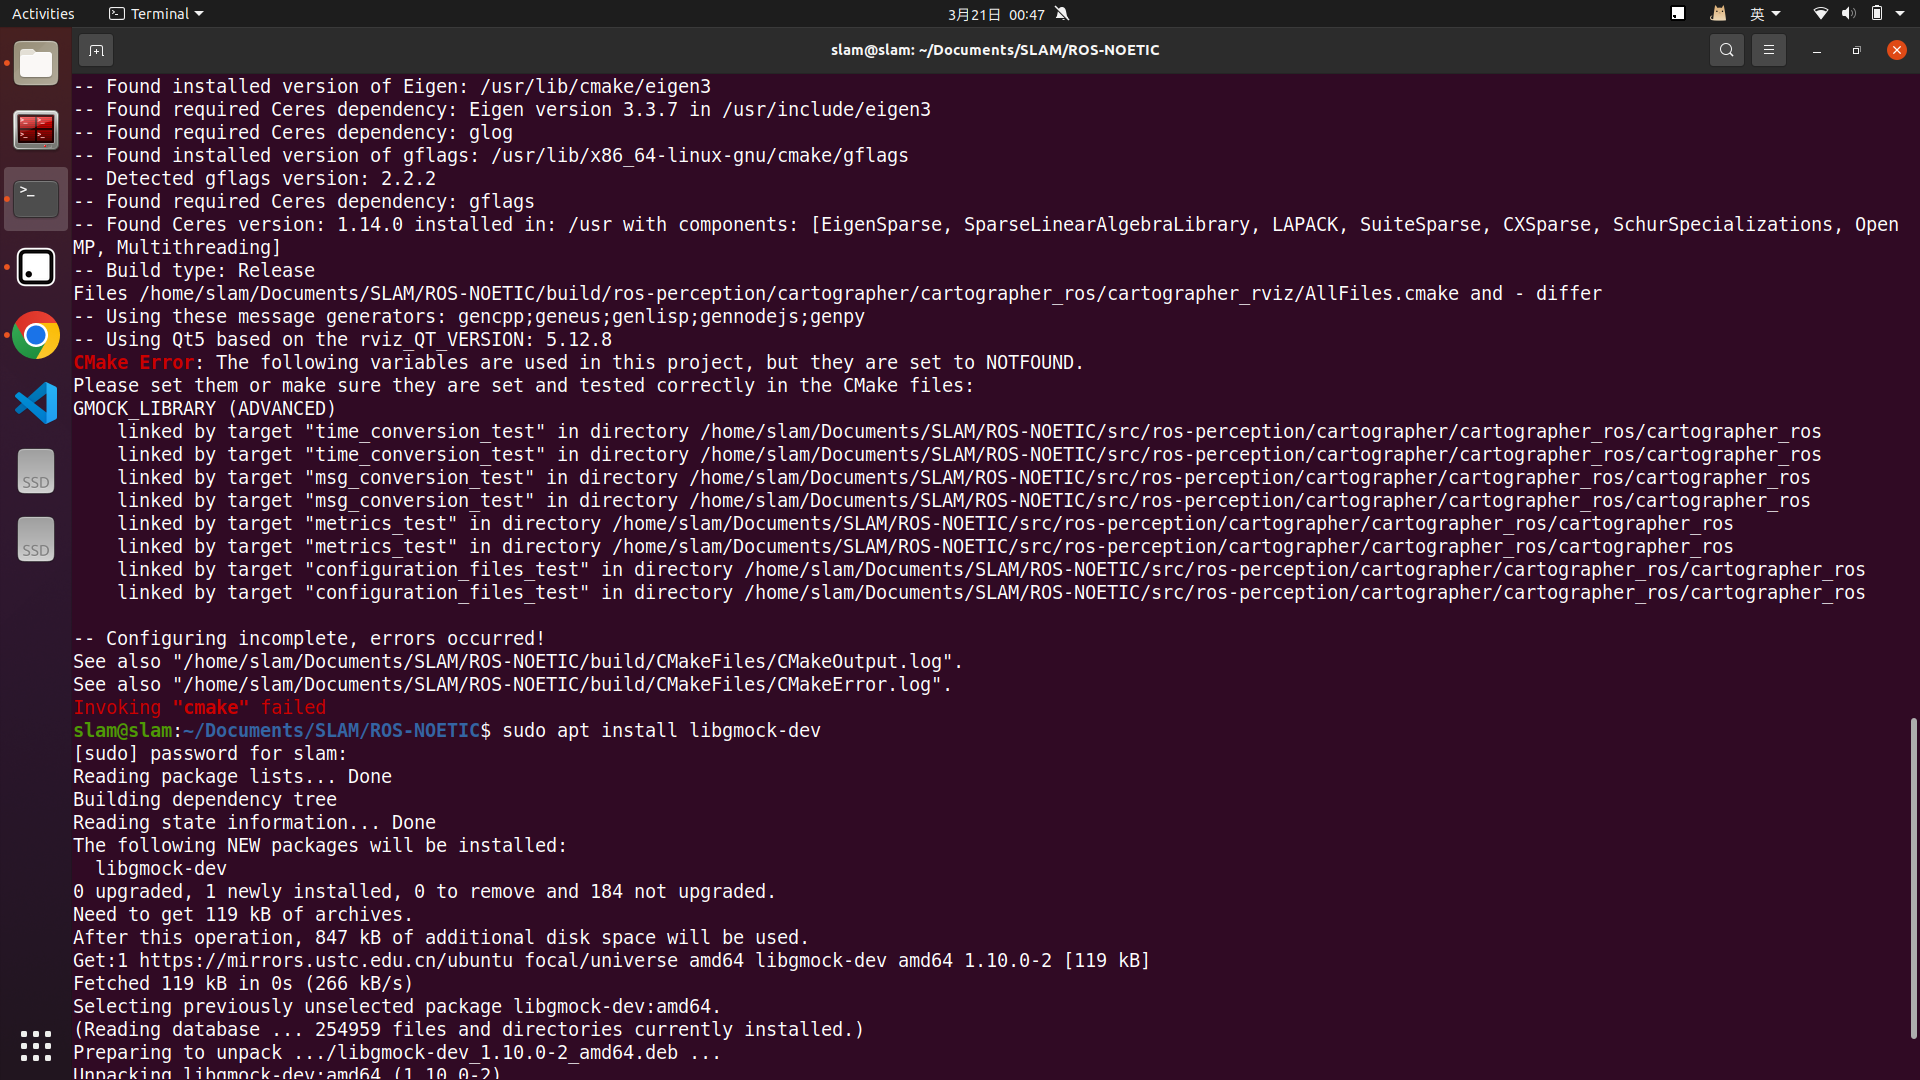 Activities
Terminal
3月21日 00:47
英
slam@slam: ~/Documents/SLAM/ROS-NOETIC
-- Found installed version of Eigen: /usr/lib/cmake/eigen3
-- Found required Ceres dependency: Eigen version 3.3.7 in /usr/include/eigen3
-- Found required Ceres dependency: glog
-- Found installed version of gflags: /usr/lib/x86_64-linux-gnu/cmake/gflags
-- Detected gflags version: 2.2.2
-- Found required Ceres dependency: gflags
-- Found Ceres version: 1.14.0 installed in: /usr with components: [EigenSparse, SparseLinearAlgebraLibrary, LAPACK, SuiteSparse, CXSparse, SchurSpecializations, Open
MP, Multithreading]
-- Build type: Release
Files /home/slam/Documents/SLAM/ROS-NOETIC/build/ros-perception/cartographer/cartographer_ros/cartographer_rviz/AllFiles.cmake and - differ
-- Using these message generators: gencpp;geneus;genlisp;gennodejs;genpy
-- Using Qt5 based on the rviz_QT_VERSION: 5.12.8
CMake Error: The following variables are used in this project, but they are set to NOTFOUND.
Please set them or make sure they are set and tested correctly in the CMake files:
GMOCK_LIBRARY (ADVANCED)
    linked by target "time_conversion_test" in directory /home/slam/Documents/SLAM/ROS-NOETIC/src/ros-perception/cartographer/cartographer_ros/cartographer_ros
    linked by target "time_conversion_test" in directory /home/slam/Documents/SLAM/ROS-NOETIC/src/ros-perception/cartographer/cartographer_ros/cartographer_ros
    linked by target "msg_conversion_test" in directory /home/slam/Documents/SLAM/ROS-NOETIC/src/ros-perception/cartographer/cartographer_ros/cartographer_ros
    linked by target "msg_conversion_test" in directory /home/slam/Documents/SLAM/ROS-NOETIC/src/ros-perception/cartographer/cartographer_ros/cartographer_ros
    linked by target "metrics_test" in directory /home/slam/Documents/SLAM/ROS-NOETIC/src/ros-perception/cartographer/cartographer_ros/cartographer_ros
    linked by target "metrics_test" in directory /home/slam/Documents/SLAM/ROS-NOETIC/src/ros-perception/cartographer/cartographer_ros/cartographer_ros
    linked by target "configuration_files_test" in directory /home/slam/Documents/SLAM/ROS-NOETIC/src/ros-perception/cartographer/cartographer_ros/cartographer_ros
    linked by target "configuration_files_test" in directory /home/slam/Documents/SLAM/ROS-NOETIC/src/ros-perception/cartographer/cartographer_ros/cartographer_ros
-- Configuring incomplete, errors occurred!
See also "/home/slam/Documents/SLAM/ROS-NOETIC/build/CMakeFiles/CMakeOutput.log".
See also "/home/slam/Documents/SLAM/ROS-NOETIC/build/CMakeFiles/CMakeError.log".
Invoking "cmake" failed
slam@slam:~/Documents/SLAM/ROS-NOETIC$ sudo apt install libgmock-dev
[sudo] password for slam:
Reading package lists... Done
Building dependency tree
Reading state information... Done
The following NEW packages will be installed:
  libgmock-dev
0 upgraded, 1 newly installed, 0 to remove and 184 not upgraded.
Need to get 119 kB of archives.
After this operation, 847 kB of additional disk space will be used.
Get:1 https://mirrors.ustc.edu.cn/ubuntu focal/universe amd64 libgmock-dev amd64 1.10.0-2 [119 kB]
Fetched 119 kB in 0s (266 kB/s)
Selecting previously unselected package libgmock-dev:amd64.
(Reading database ... 254959 files and directories currently installed.)
Preparing to unpack .../libgmock-dev_1.10.0-2_amd64.deb ...
Unpacking libgmock-dev:amd64 (1.10.0-2)
SSD
SSD